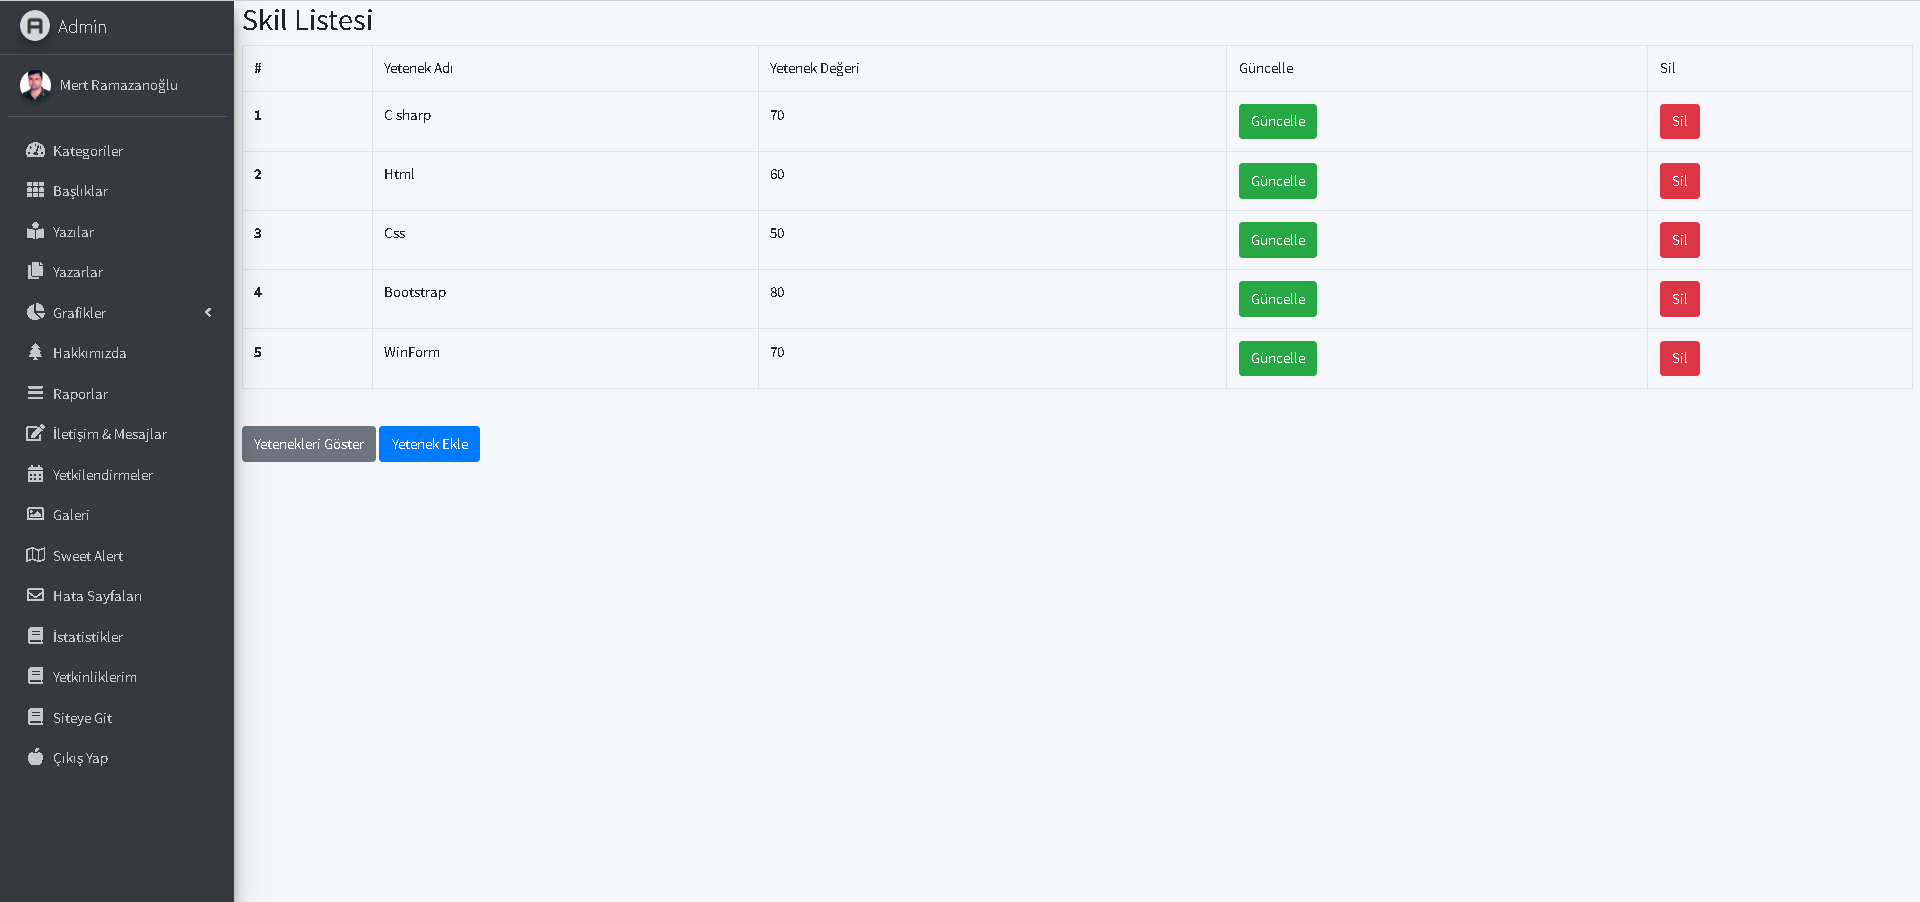 Admin
Mert Ramazanoğlu
Kategoriler
Başlıklar
Yazılar
Yazarlar
Grafikler
Hakkımızda
Raporlar
İletişim & Mesajlar
Yetkilendirmeler
Galeri
Sweet Alert
Hata Sayfaları
İstatistikler
Yetkinliklerim
Siteye Git
Çıkış Yap
Skil Listesi
# Yetenek Adı Yetenek Değeri Güncelle Sil
1 C sharp 70 Güncelle Sil
2 Html 60 Güncelle Sil
3 Css 50 Güncelle Sil
4 Bootstrap 80 Güncelle Sil
5 WinForm 70 Güncelle Sil
Yetenekleri Göster Yetenek Ekle